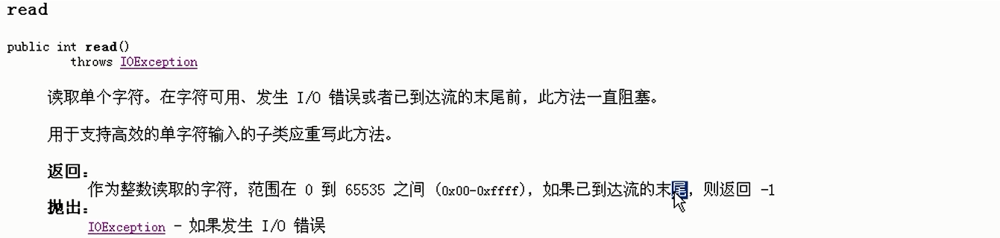 read
public int read()
throws IOException
读取单个字符。在字符可用、发生 I/O 错误或者已到达流的末尾前，此方法一直阻塞。
用于支持高效的单字符输入的子类应重写此方法。
返回：
作为整数读取的字符，范围在 0 到 65535 之间 (0x00-0xffff)，如果已到达流的末尾，则返回 -1
抛出：
IOException - 如果发生 I/O 错误